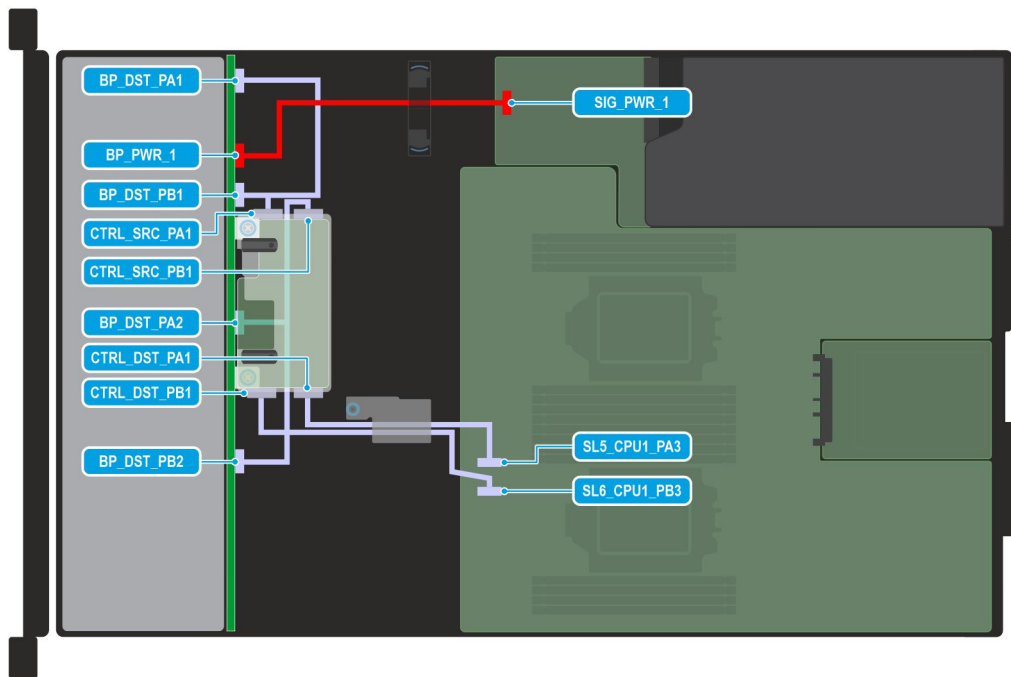 BP_DST_PA1
SIG_PWR_1
BP_PWR_1
BP_DST_PB1
CTRL_SRC_PA1
CTRL_SRC_PB1
BP_DST_PA2
CTRL_DST_PA1
CTRL_DST_PB1
SL5_CPU1_PA3
BP_DST_PB2
SL6_CPU1_PB3